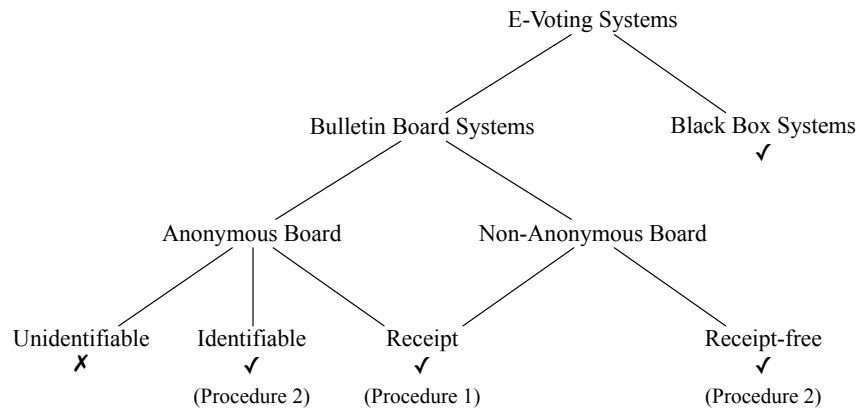 E-Voting Systems
Bulletin Board Systems Black Box Systems
✓
Anonymous Board Non-Anonymous Board
Unidentifiable Identifiable Receipt Receipt-free
✗ ✓ ✓ ✓
(Procedure 2) (Procedure 1) (Procedure 2)